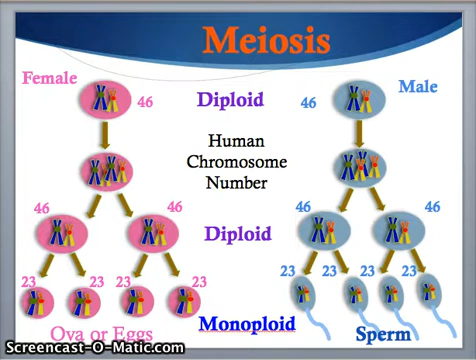 Meiosis
Female
Male
46
Diploid
46
Human
Chromosome
Number
46
46
Diploid
46
46
23
23
23
23
23
23
23
23
Monoploid
Ova or Eggs
Sperm
Screencast-O-Matic.com